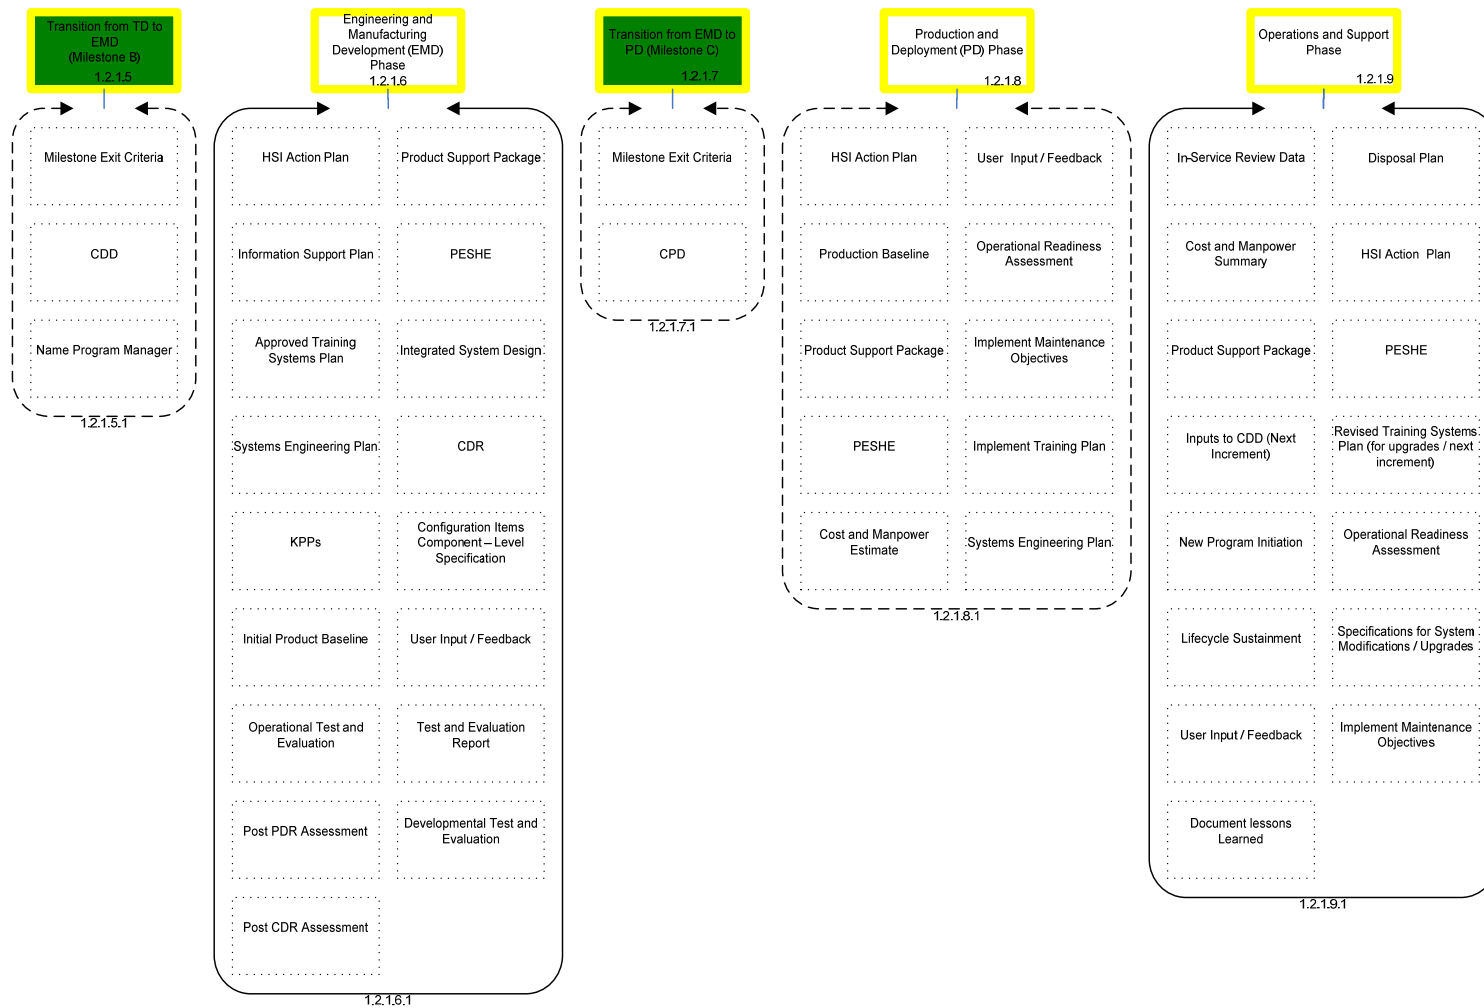 Transition from TD to
EMD
(Milestone B)
1.2.1.5
Milestone Exit Criteria
CDD
Name Program Manager
1.2.1.5.1
Engineering and
Manufacturing
Development (EMD)
Phase
1.2.1.6
HSI Action Plan
Product Support Package
Information Support Plan
PESHE
Approved Training
Systems Plan
Integrated System Design
Systems Engineering Plan
CDR
KPPs
Configuration Items
Component – Level
Specification
Initial Product Baseline
User Input / Feedback
Operational Test and
Evaluation
Test and Evaluation
Report
Post PDR Assessment
Developmental Test and
Evaluation
Post CDR Assessment
1.2.1.6.1
Transition from EMD to
PD (Milestone C)
1.2.1.7
Milestone Exit Criteria
CPD
1.2.1.7.1
Production and
Deployment (PD) Phase
1.2.1.8
HSI Action Plan
User Input / Feedback
Production Baseline
Operational Readiness
Assessment
Product Support Package
Implement Maintenance
Objectives
PESHE
Implement Training Plan
Cost and Manpower
Estimate
Systems Engineering Plan
1.2.1.8.1
Operations and Support
Phase
1.2.1.9
In-Service Review Data
Disposal Plan
Cost and Manpower
Summary
HSI Action Plan
Product Support Package
PESHE
Inputs to CDD (Next
Increment)
Revised Training Systems
Plan (for upgrades / next
increment)
New Program Initiation
Operational Readiness
Assessment
Lifecycle Sustainment
Specifications for System
Modifications / Upgrades
User Input / Feedback
Implement Maintenance
Objectives
Document lessons
Learned
1.2.1.9.1